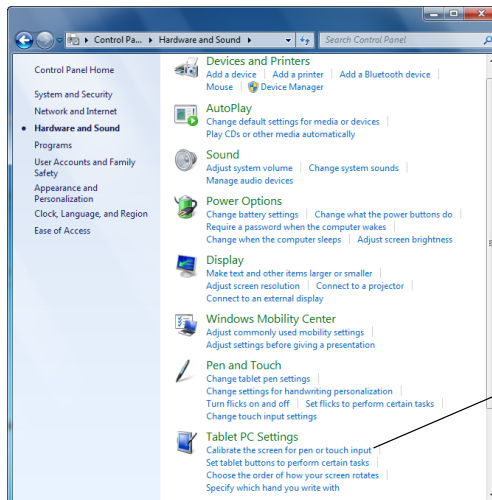 Control Pa... Hardware and Sound
Search Control Panel
Control Panel Home
System and Security
Network and Internet
Hardware and Sound
Programs
User Accounts and Family
Safety
Appearance and
Personalization
Clock, Language, and Region
Ease of Access
Devices and Printers
Add a device Add a printer Add a Bluetooth device
Mouse Device Manager
AutoPlay
Change default settings for media or devices
Play CDs or other media automatically
Sound
Adjust system volume Change system sounds
Manage audio devices
Power Options
Change battery settings Change what the power buttons do
Require a password when the computer wakes
Change when the computer sleeps Adjust screen brightness
Display
Make text and other items larger or smaller
Adjust screen resolution Connect to a projector
Connect to an external display
Windows Mobility Center
Adjust commonly used mobility settings
Adjust settings before giving a presentation
Pen and Touch
Change tablet pen settings
Change settings for handwriting personalization
Turn flicks on and off Set flicks to perform certain tasks
Change touch input settings
Tablet PC Settings
Calibrate the screen for pen or touch input
Set tablet buttons to perform certain tasks
Choose the order of how your screen rotates
Specify which hand you write with